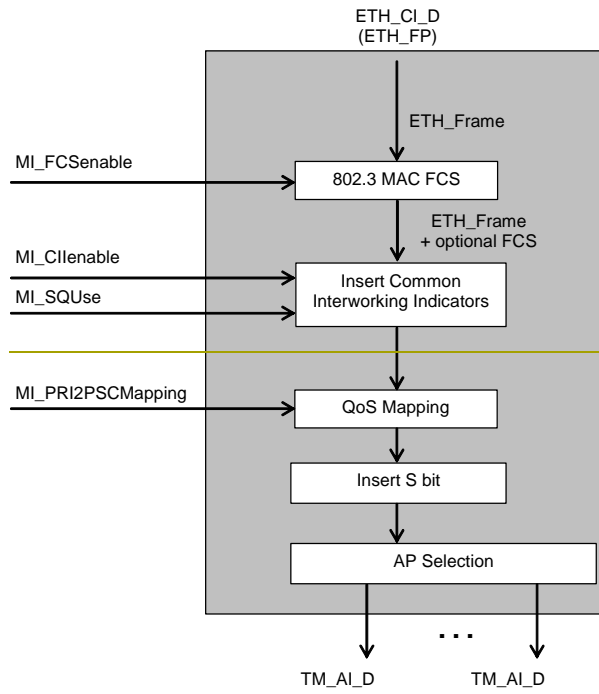 ETH_CI_D
(ETH_FP)
ETH_Frame
MI_FCSenable
802.3 MAC FCS
ETH_Frame
+ optional FCS
MI_CIIenable
MI_SQUse
Insert Common
Interworking Indicators
MI_PRI2PSCMapping
QoS Mapping
Insert S bit
AP Selection
. . .
TM_AI_D
TM_AI_D